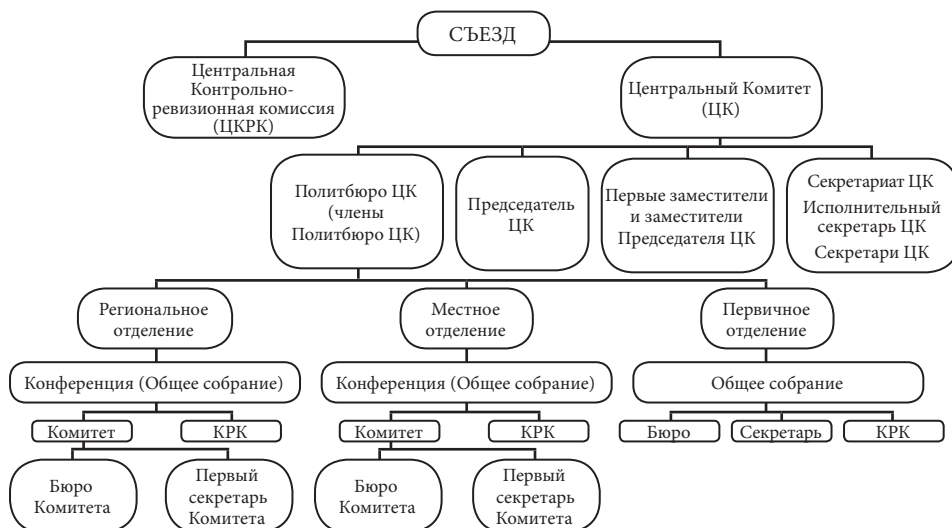 СЪЕЗД
Центральная
Контрольно-
ревизионная комиссия
(ЦКРК)
Центральный Комитет
(ЦК)
Политбюро ЦК
(члены
Политбюро ЦК)
Председатель
ЦК
Первые заместители
и заместители
Председателя ЦК
Секретариат ЦК
Исполнительный
секретарь ЦК
Секретари ЦК
Региональное
отделение
Местное
отделение
Первичное
отделение
Конференция (Общее собрание)
Конференция (Общее собрание)
Общее собрание
Комитет
КРК
Комитет
КРК
Бюро
Секретарь
КРК
Бюро
Комитета
Первый
секретарь
Комитета
Бюро
Комитета
Первый
секретарь
Комитета